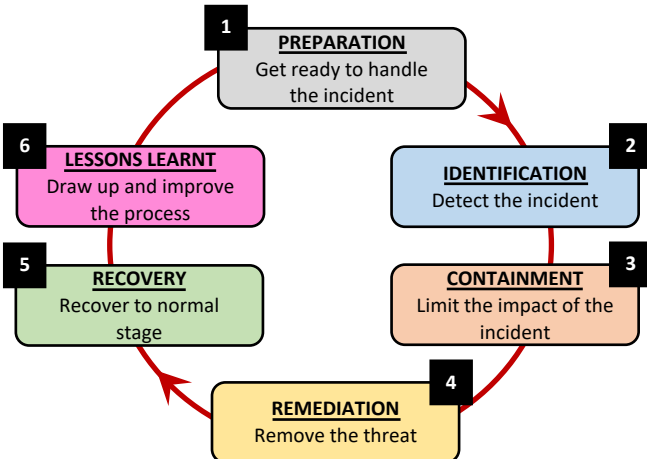 1
PREPARATION
Get ready to handle
the incident
2
IDENTIFICATION
Detect the incident
3
CONTAINMENT
Limit the impact of the
incident
4
REMEDIATION
Remove the threat
5
RECOVERY
Recover to normal
stage
6
LESSONS LEARNT
Draw up and improve
the process